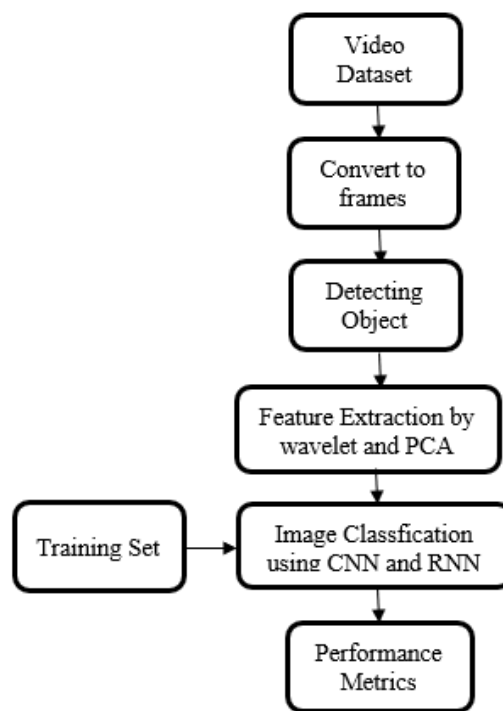 Video
Dataset
Convert to
frames
Detecting
Object
Feature Extraction by
wavelet and PCA
Training Set
Image Classfication
using CNN and RNN
Performance
Metrics